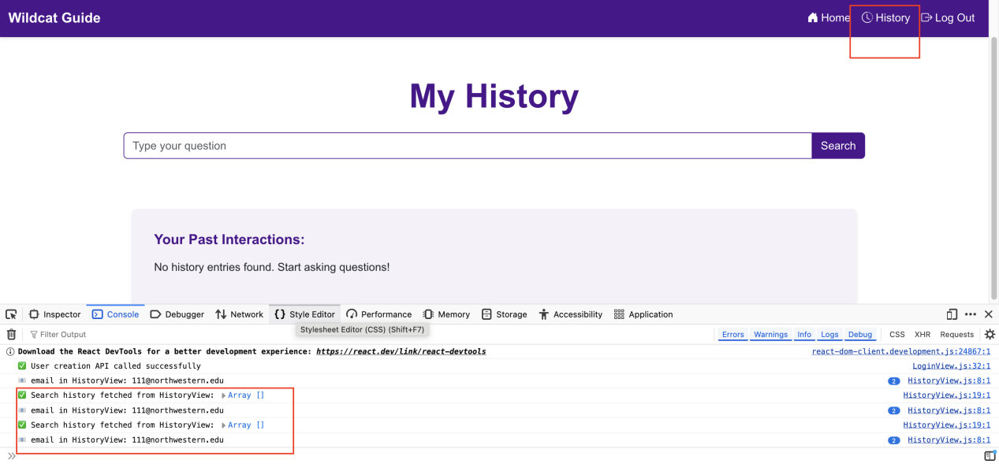 Wildcat Guide Home History Log Out
My History
Type your question Search
Your Past Interactions:
No history entries found. Start asking questions!
Inspector Console Debugger Network {} Style Editor Performance Memory Storage Accessibility Application
Stylesheet Editor (CSS) (Shift+F7)
Filter Output Errors Warnings Info Logs Debug CSS XHR Requests
Download the React DevTools for a better development experience: https://react.dev/link/react-devtools react-dom-client.development.js:24867:1
✅ User creation API called successfully LoginView.js:32:1
📧 email in HistoryView: 111@northwestern.edu 2 HistoryView.js:8:1
✅ Search history fetched from HistoryView: ▶ Array [] HistoryView.js:19:1
📧 email in HistoryView: 111@northwestern.edu 2 HistoryView.js:8:1
✅ Search history fetched from HistoryView: ▶ Array [] HistoryView.js:19:1
📧 email in HistoryView: 111@northwestern.edu 2 HistoryView.js:8:1
>>